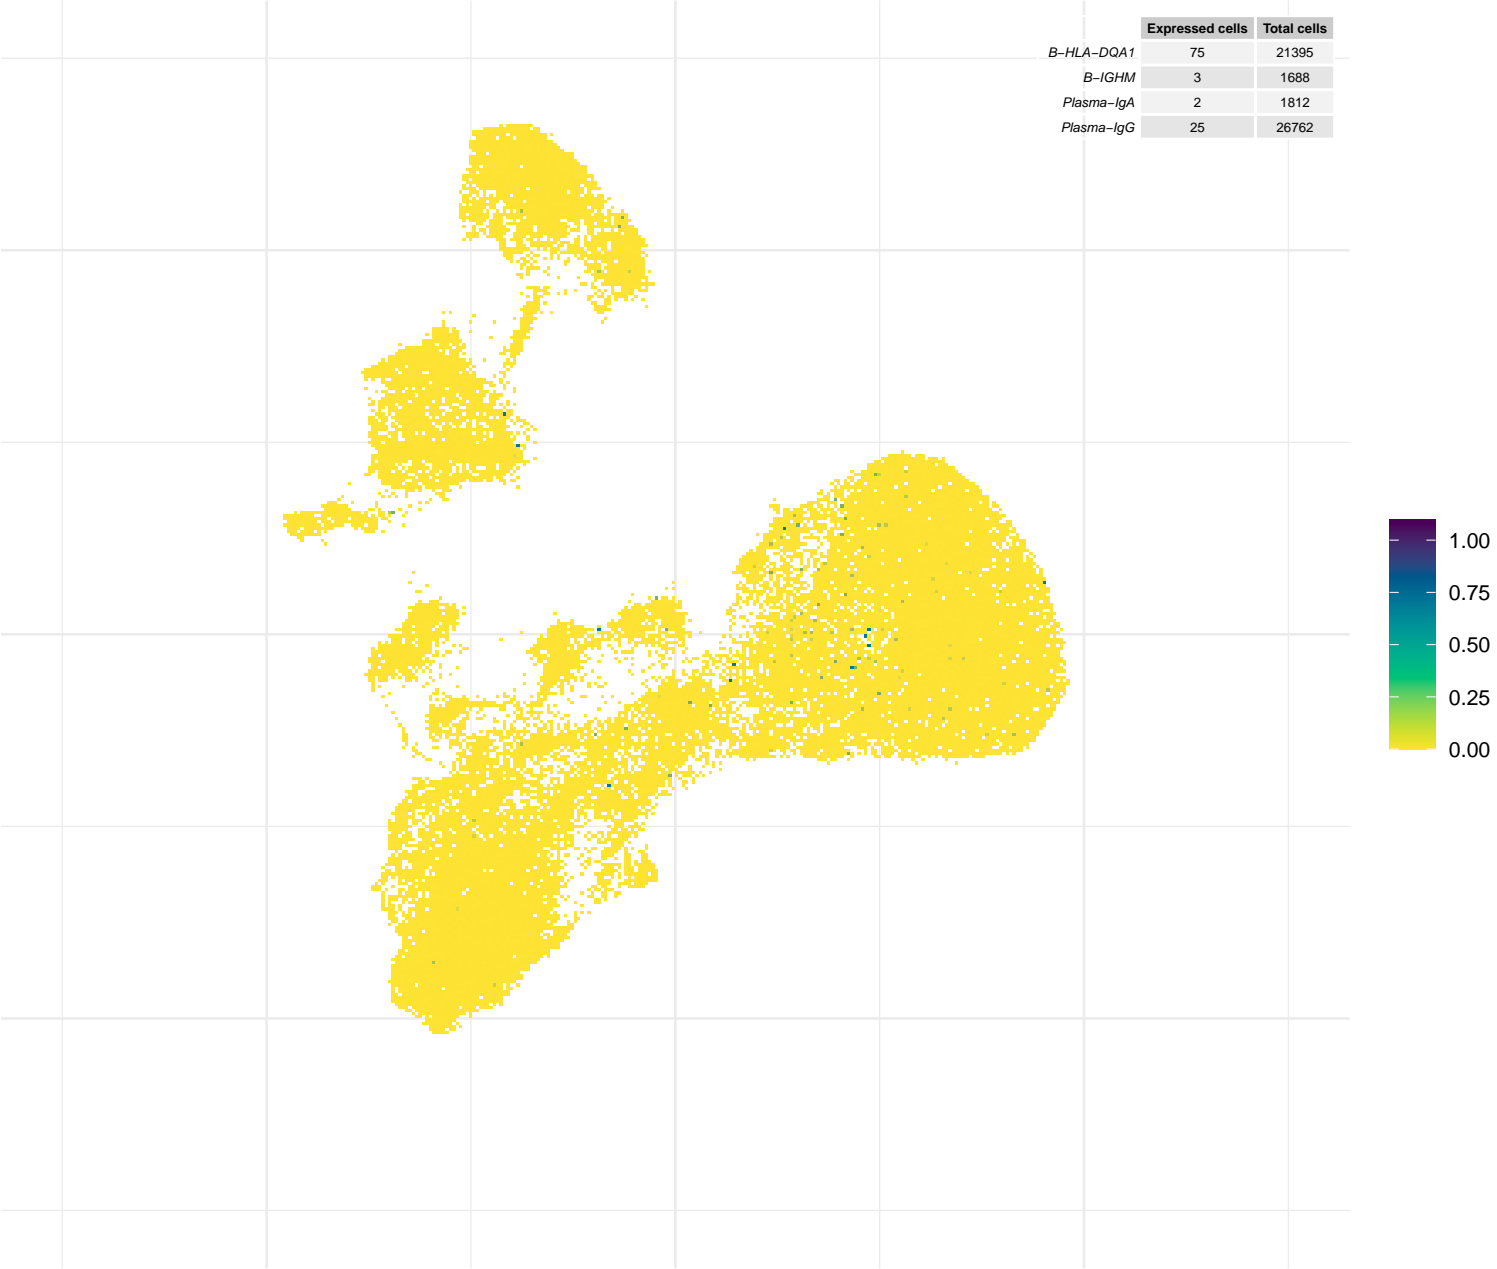 Expressed cells Total cells
B−HLA−DQA1 75 21395
B−IGHM 3 1688
Plasma−IgA 2 1812
Plasma−IgG 25 26762
1.00
0.75
0.50
0.25
0.00